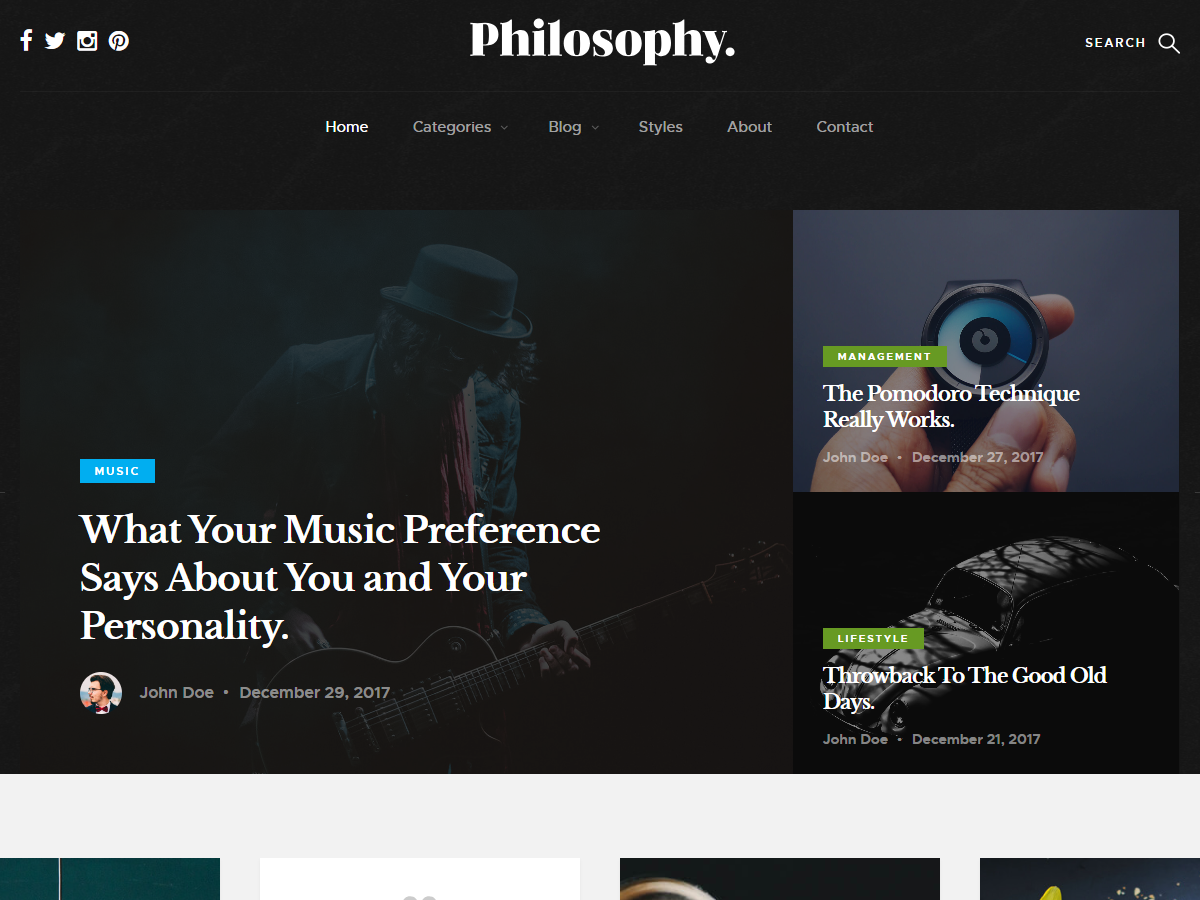 Philosophy.
SEARCH
Home Categories Blog Styles About Contact
MUSIC
What Your Music Preference
Says About You and Your
Personality.
John Doe • December 29, 2017
MANAGEMENT
The Pomodoro Technique
Really Works.
John Doe • December 27, 2017
LIFESTYLE
Throwback To The Good Old
Days.
John Doe • December 21, 2017